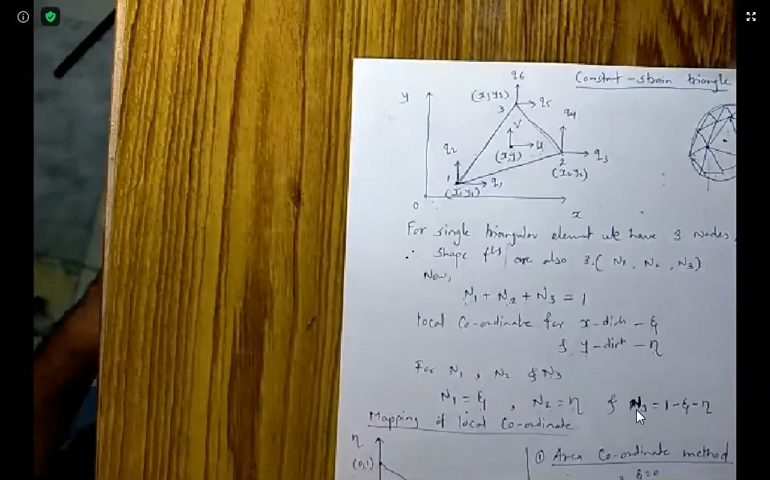 Constant-strain triangle
y
q6
(x3,y3)
3
q5
q4
q2
V
u
(x,y)
2
q3
(x2,y2)
1
q1
(x1,y1)
0
x
For single triangular element we have 3 Nodes,
∴ Shape fⁿ are also 3.(N1, N2, N3)
Now,
N1 + N2 + N3 = 1
local Co-ordinate for x-dirn - ξ
& y-dirn - η
For N1, N2 & N3
N1 = ξ, N2 = η & N3 = 1-ξ-η
Mapping of local Co-ordinate
η
(0,1)
① Area Co-ordinate method
ξ=0